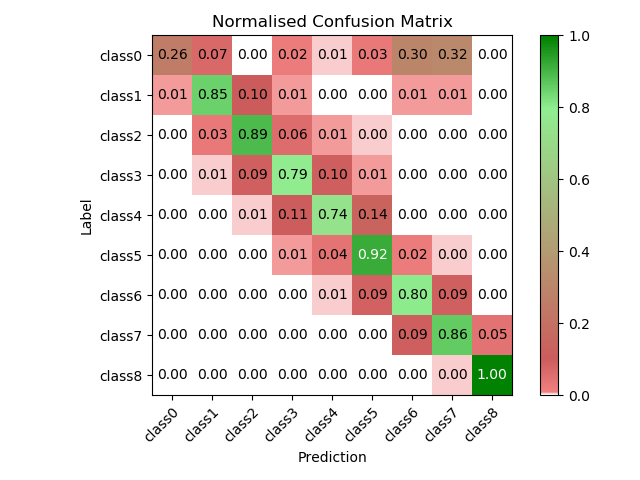 Normalised Confusion Matrix
class0 0.26 0.07 0.00 0.02 0.01 0.03 0.30 0.32 0.00
class1 0.01 0.85 0.10 0.01 0.00 0.00 0.01 0.01 0.00
class2 0.00 0.03 0.89 0.06 0.01 0.00 0.00 0.00 0.00
class3 0.00 0.01 0.09 0.79 0.10 0.01 0.00 0.00 0.00
class4 0.00 0.00 0.01 0.11 0.74 0.14 0.00 0.00 0.00
class5 0.00 0.00 0.00 0.01 0.04 0.92 0.02 0.00 0.00
class6 0.00 0.00 0.00 0.00 0.01 0.09 0.80 0.09 0.00
class7 0.00 0.00 0.00 0.00 0.00 0.00 0.09 0.86 0.05
class8 0.00 0.00 0.00 0.00 0.00 0.00 0.00 0.00 1.00
class0 class1 class2 class3 class4 class5 class6 class7 class8
Prediction
Label
1.0
0.8
0.6
0.4
0.2
0.0